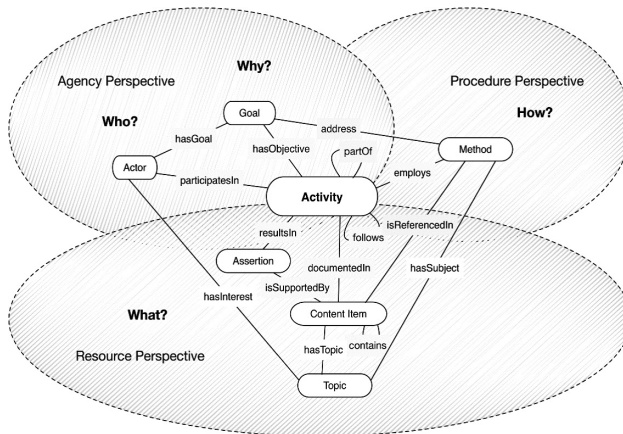 Why?
Agency Perspective
Procedure Perspective
Who?
Goal
How?
hasGoal
address
hasObjective
partOf
Method
Actor
employs
participatesIn
Activity
isReferencedIn
resultsIn
follows
Assertion
documentedIn
hasSubject
isSupportedBy
hasInterest
What?
Content Item
hasTopic
contains
Resource Perspective
Topic